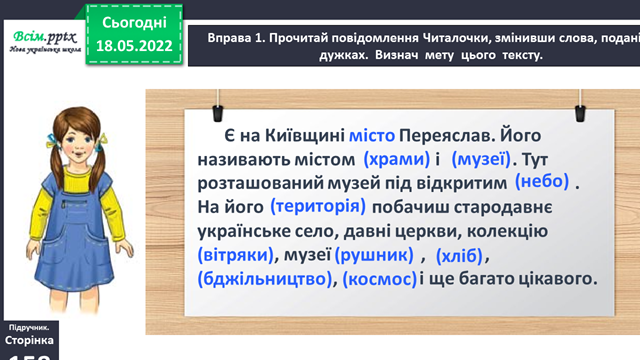 Всім.pptx
Нова українська школа
Сьогодні
18.05.2022
Вправа 1. Прочитай повідомлення Читалочки, змінивши слова, подані
дужках. Визнач мету цього тексту.
Є на Київщині місто Переяслав. Його
називають містом (храми) і (музеї). Тут
розташований музей під відкритим (небо) .
На його (територія) побачиш стародавнє
українське село, давні церкви, колекцію
(вітряки), музеї (рушник) , (хліб) ,
(бджільництво), (космос) і ще багато цікавого.
Підручник.
Сторінка